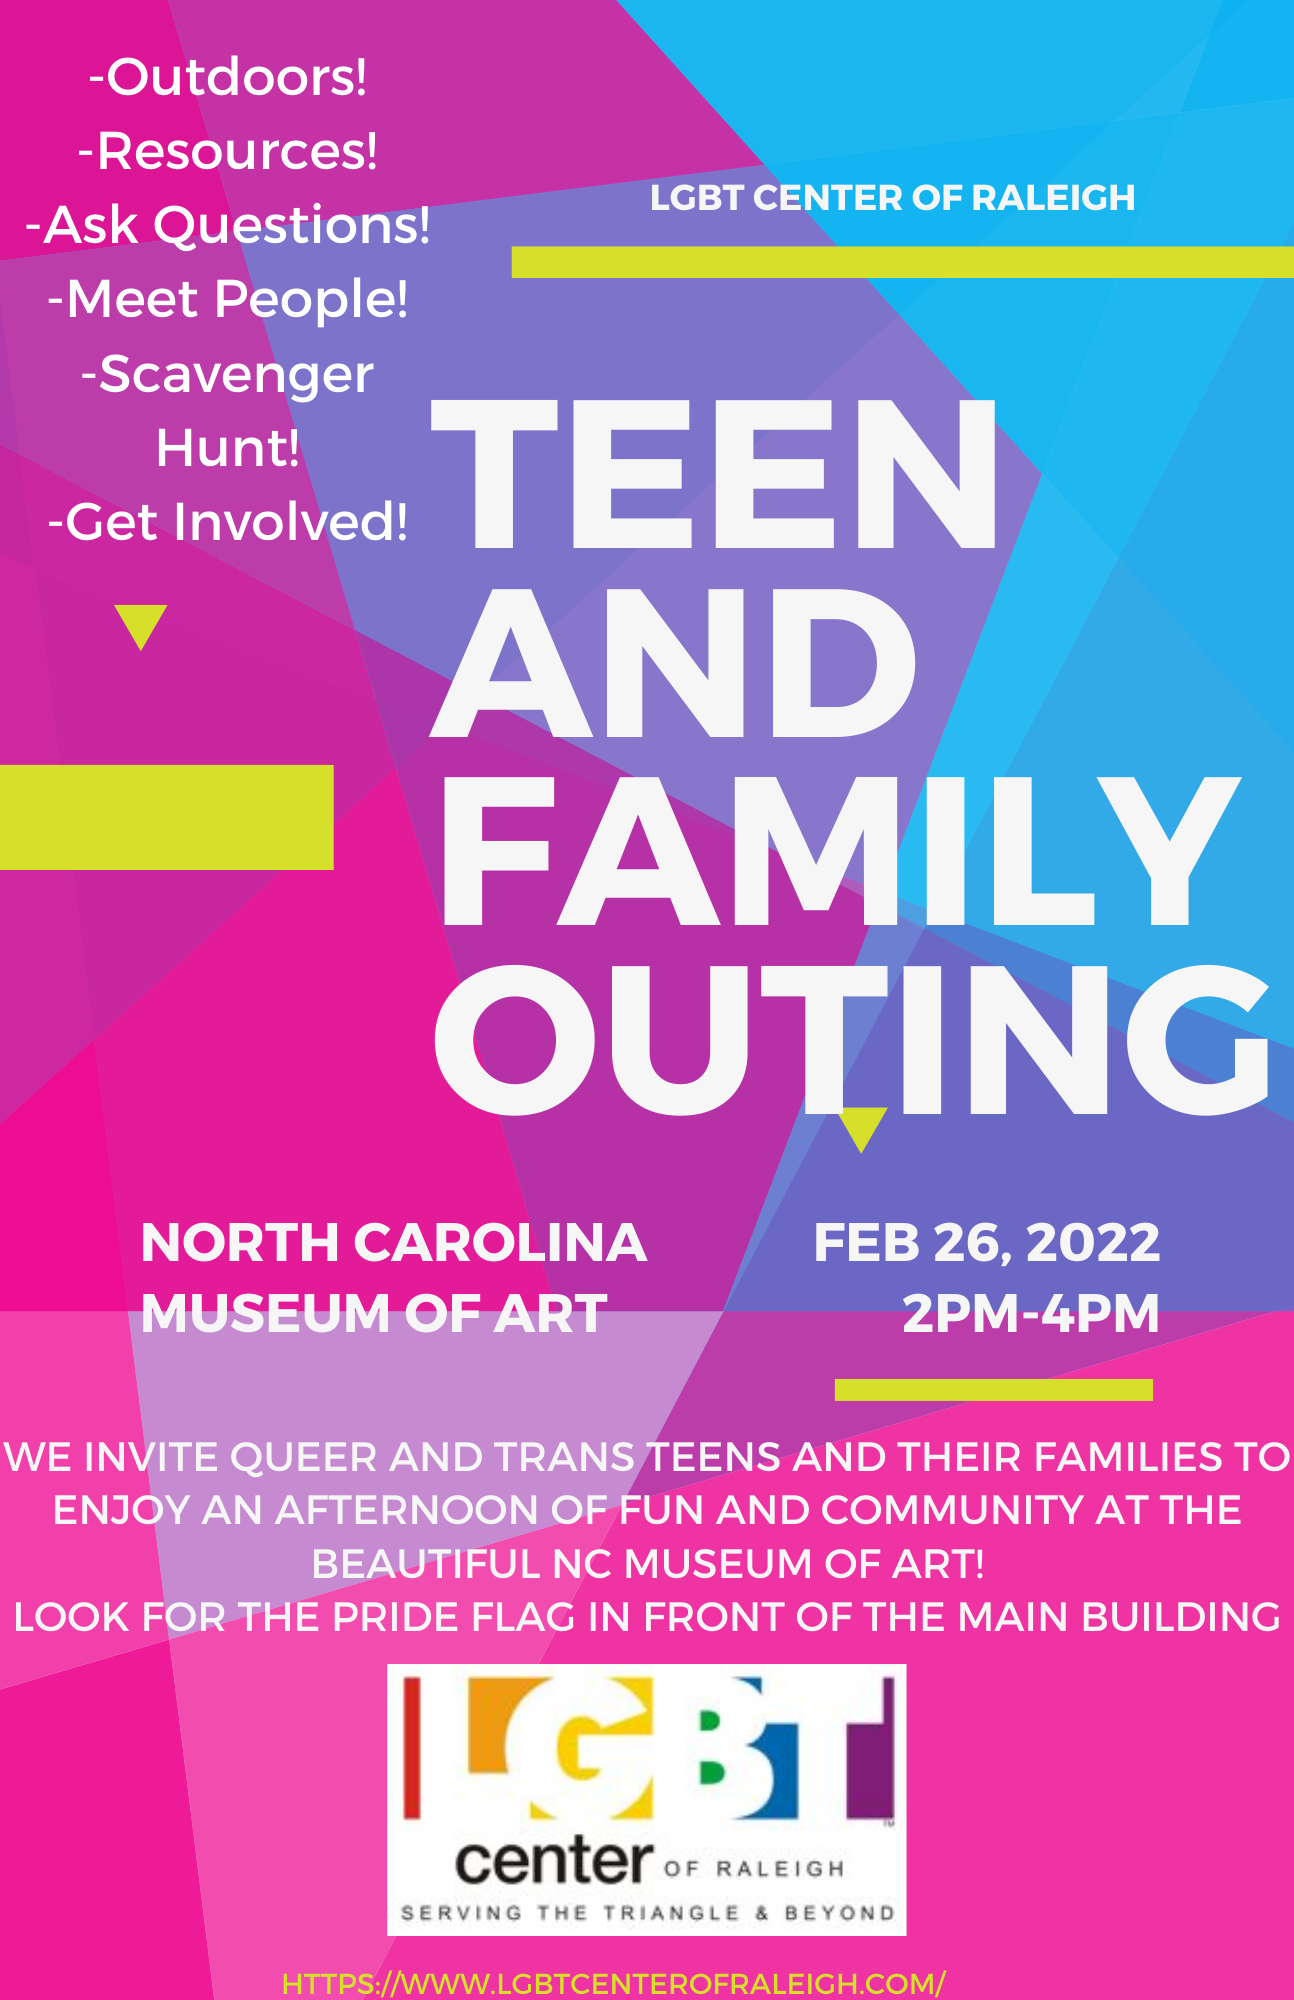 -Outdoors!
-Resources!
-Ask Questions!
-Meet People!
-Scavenger
Hunt!
-Get Involved!
LGBT CENTER OF RALEIGH
TEEN
AND
FAMILY
OUTING
NORTH CAROLINA
MUSEUM OF ART
FEB 26, 2022
2PM-4PM
WE INVITE QUEER AND TRANS TEENS AND THEIR FAMILIES TO
ENJOY AN AFTERNOON OF FUN AND COMMUNITY AT THE
BEAUTIFUL NC MUSEUM OF ART!
LOOK FOR THE PRIDE FLAG IN FRONT OF THE MAIN BUILDING
LGBT
center OF RALEIGH
SERVING THE TRIANGLE & BEYOND
HTTPS://WWW.LGBTCENTEROFRALEIGH.COM/